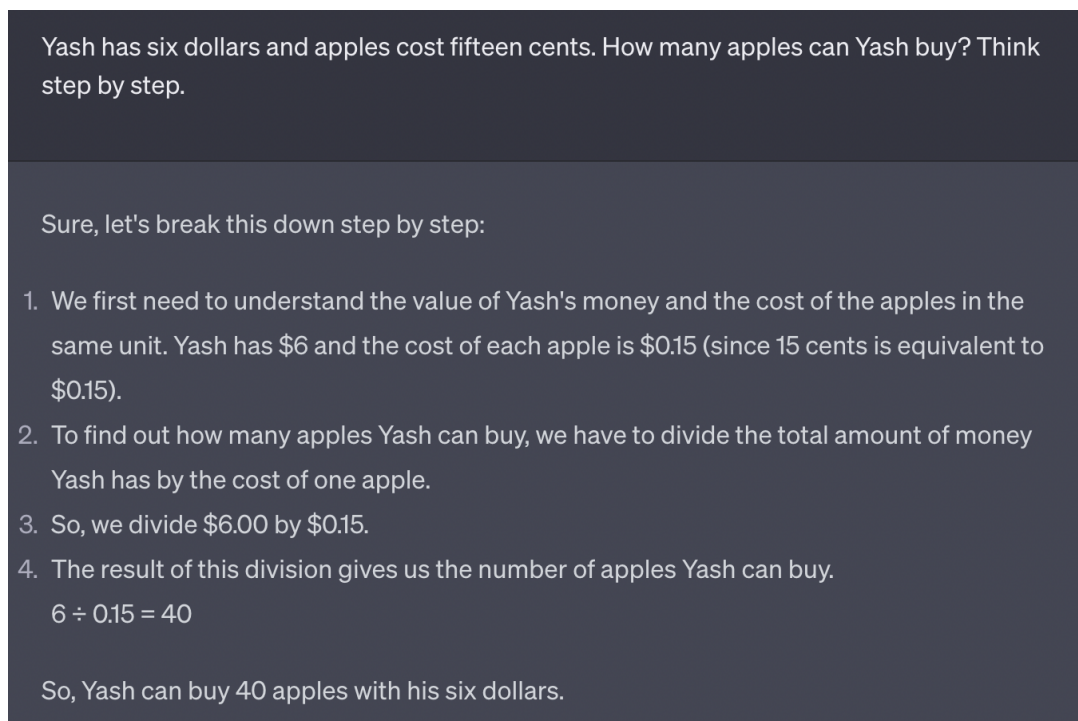 Yash has six dollars and apples cost fifteen cents. How many apples can Yash buy? Think
step by step.
Sure, let's break this down step by step:
1. We first need to understand the value of Yash's money and the cost of the apples in the
same unit. Yash has $6 and the cost of each apple is $0.15 (since 15 cents is equivalent to
$0.15).
2. To find out how many apples Yash can buy, we have to divide the total amount of money
Yash has by the cost of one apple.
3. So, we divide $6.00 by $0.15.
4. The result of this division gives us the number of apples Yash can buy.
6 ÷ 0.15 = 40
So, Yash can buy 40 apples with his six dollars.